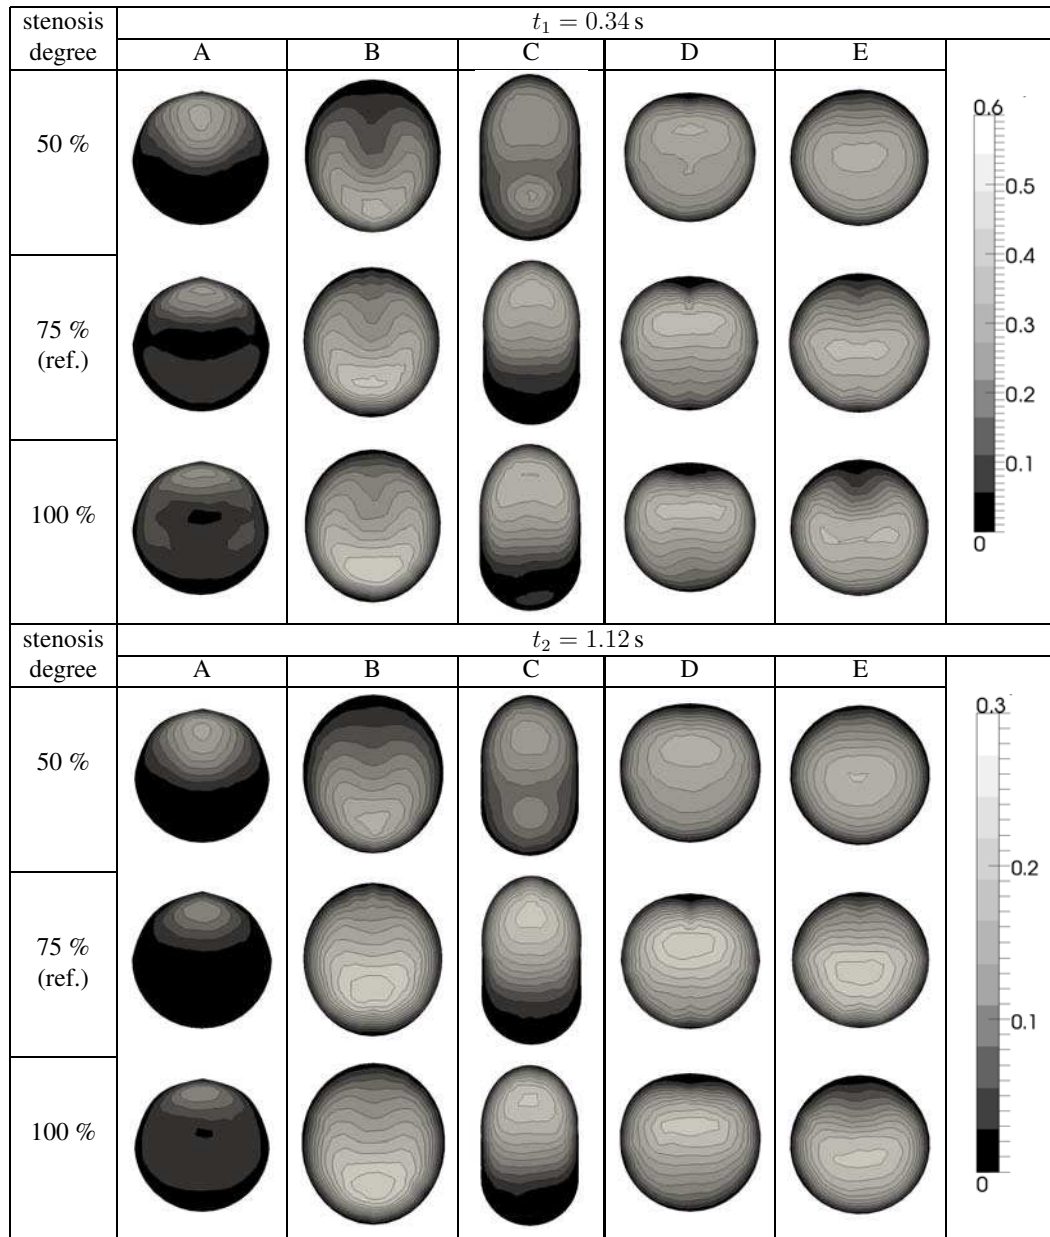 stenosis degree t₁ = 0.34 s
A B C D E
50 %
75 % (ref.)
100 %
0.6
0.5
0.4
0.3
0.2
0.1
0
stenosis degree t₂ = 1.12 s
A B C D E
50 %
75 % (ref.)
100 %
0.3
0.2
0.1
0